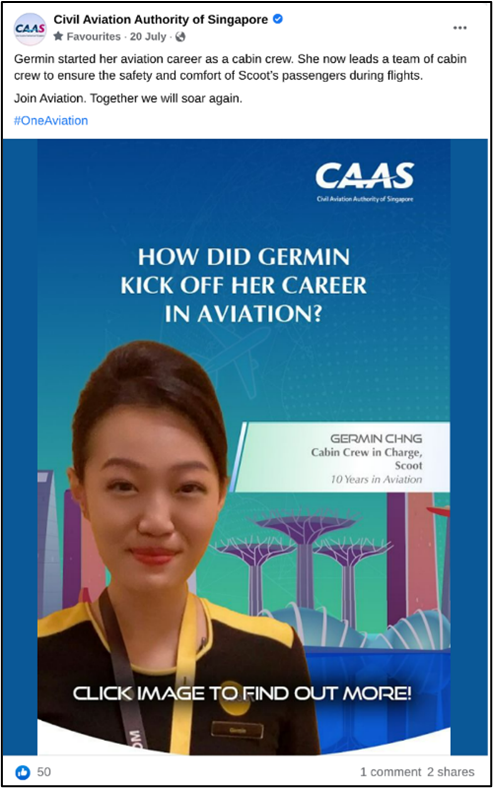 CAAS
Civil Aviation Authority of Singapore
Favourites · 20 July ·
Germin started her aviation career as a cabin crew. She now leads a team of cabin
crew to ensure the safety and comfort of Scoot's passengers during flights.
Join Aviation. Together we will soar again.
#OneAviation
CAAS
Civil Aviation Authority of Singapore
HOW DID GERMIN
KICK OFF HER CAREER
IN AVIATION?
GERMIN CHNG
Cabin Crew in Charge,
Scoot
10 Years in Aviation
CLICK IMAGE TO FIND OUT MORE!
Germin
50
1 comment 2 shares